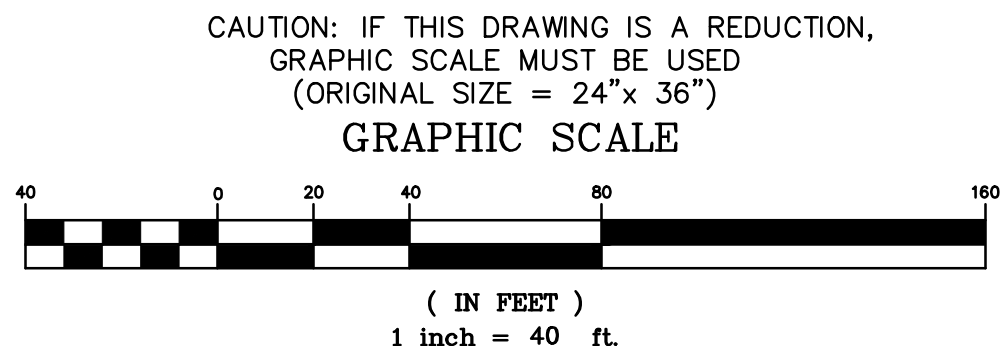 CAUTION: IF THIS DRAWING IS A REDUCTION,
GRAPHIC SCALE MUST BE USED
(ORIGINAL SIZE = 24"x 36")
GRAPHIC SCALE
40 0 20 40 80 160
( IN FEET )
1 inch = 40 ft.